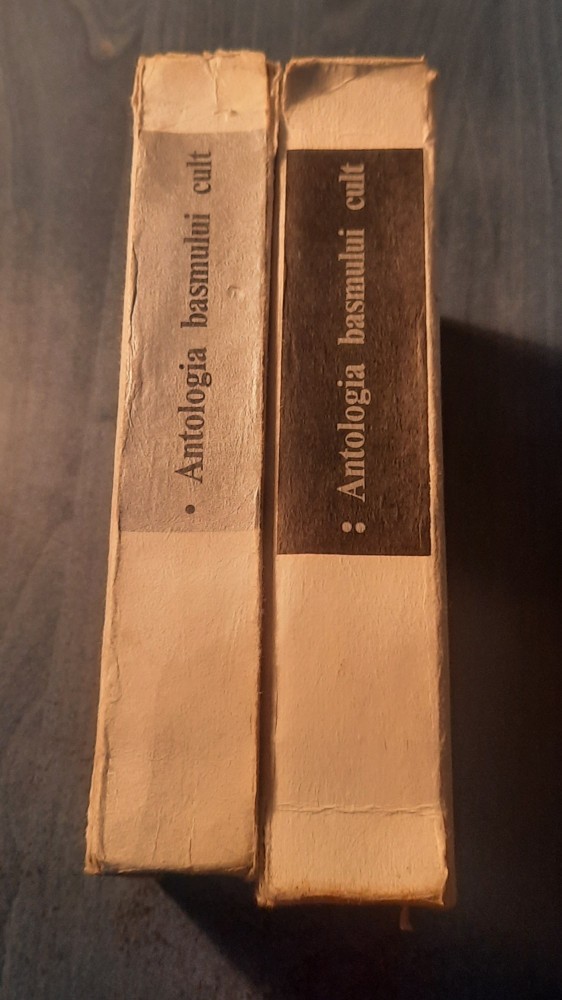 • Antologia basmului cult
•• Antologia basmului cult